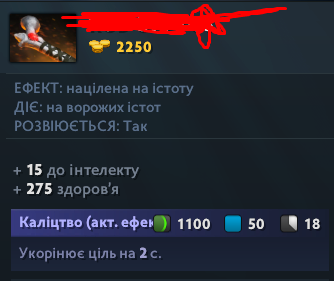 2250
ЕФЕКТ: націлена на істоту
ДІЄ: на ворожих істот
РОЗВІЮЄТЬСЯ: Так
+ 15 до інтелекту
+ 275 здоров'я
Каліцтво (акт. ефек 1100 50 18
Укорінює ціль на 2 с.